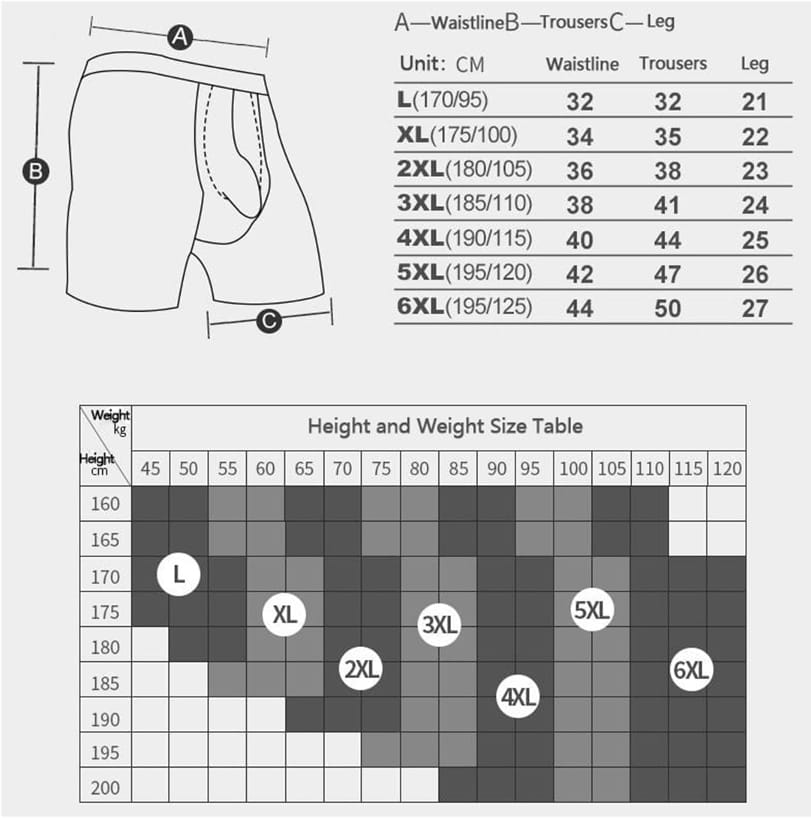 A
B
C
A—WaistlineB—TrousersC—Leg
Unit: CM Waistline Trousers Leg
L(170/95) 32 32 21
XL(175/100) 34 35 22
2XL(180/105) 36 38 23
3XL(185/110) 38 41 24
4XL(190/115) 40 44 25
5XL(195/120) 42 47 26
6XL(195/125) 44 50 27
Weight
kg
Height and Weight Size Table
Height
cm
45 50 55 60 65 70 75 80 85 90 95 100 105 110 115 120
160
165
170
175
180
185
190
195
200
L
XL
2XL
3XL
4XL
5XL
6XL